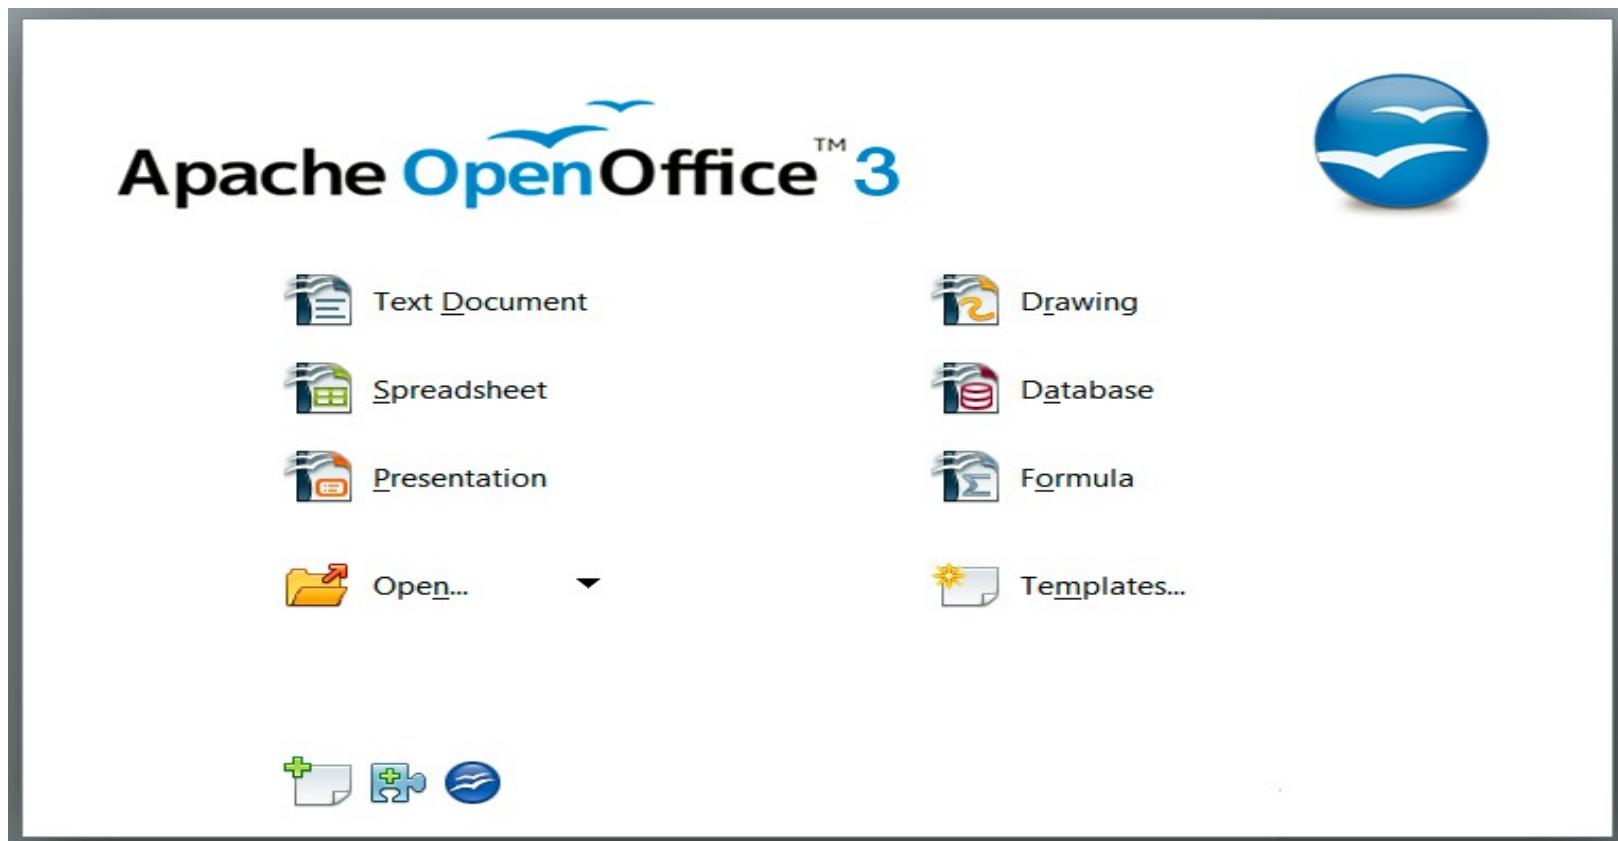 Apache OpenOffice™ 3
Text Document
Drawing
Spreadsheet
Database
Presentation
Formula
Open...
Templates...